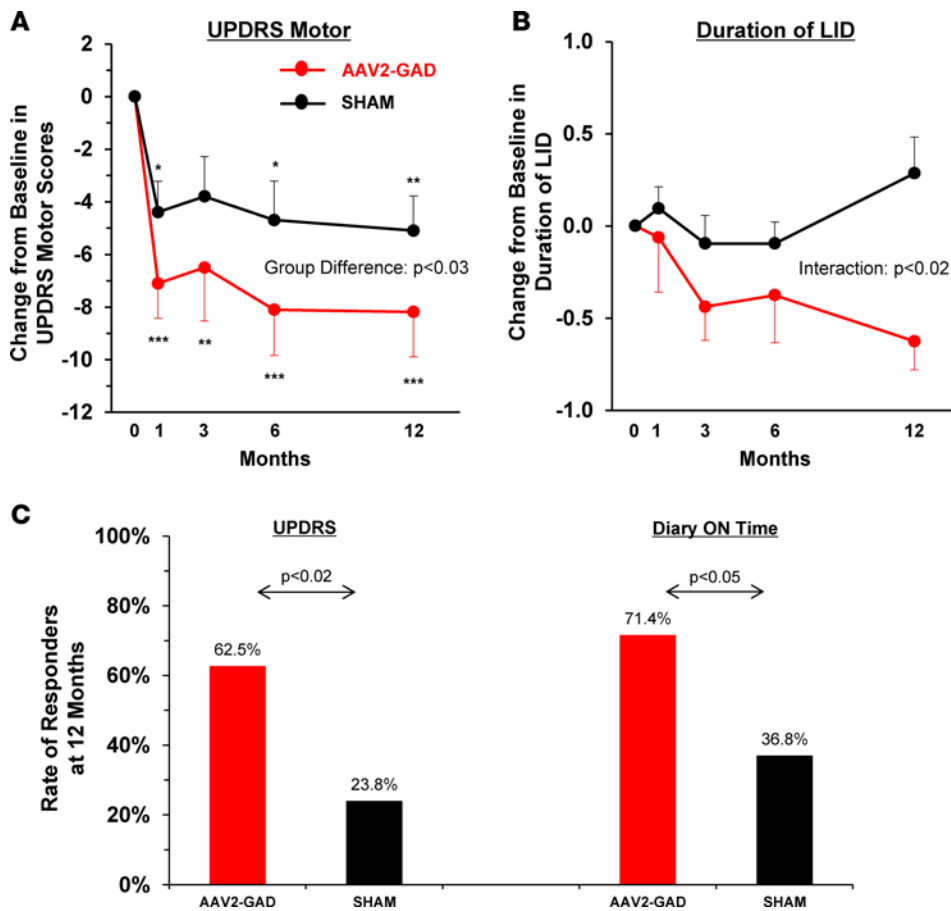 A
UPDRS Motor
Change from Baseline in
UPDRS Motor Scores
2
0
-2
-4
-6
-8
-10
-12
AAV2-GAD
SHAM
*
*
**
Group Difference: p<0.03
***
**
***
***
0 1 3 6 12
Months
B
Duration of LID
Change from Baseline in
Duration of LID
1.0
0.5
0.0
-0.5
-1.0
Interaction: p<0.02
0 1 3 6 12
Months
C
Rate of Responders
at 12 Months
100%
80%
60%
40%
20%
0%
UPDRS
p<0.02
62.5%
23.8%
AAV2-GAD SHAM
Diary ON Time
p<0.05
71.4%
36.8%
AAV2-GAD SHAM